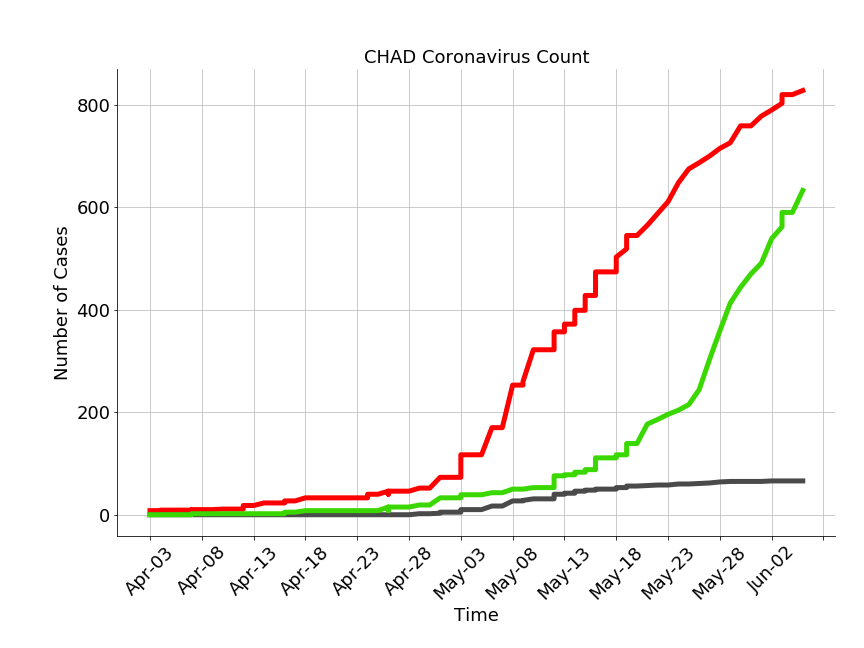 CHAD Coronavirus Count
800
600
400
200
0
Number of Cases
Apr-03
Apr-08
Apr-13
Apr-18
Apr-23
Apr-28
May-03
May-08
May-13
May-18
May-23
May-28
Jun-02
Time